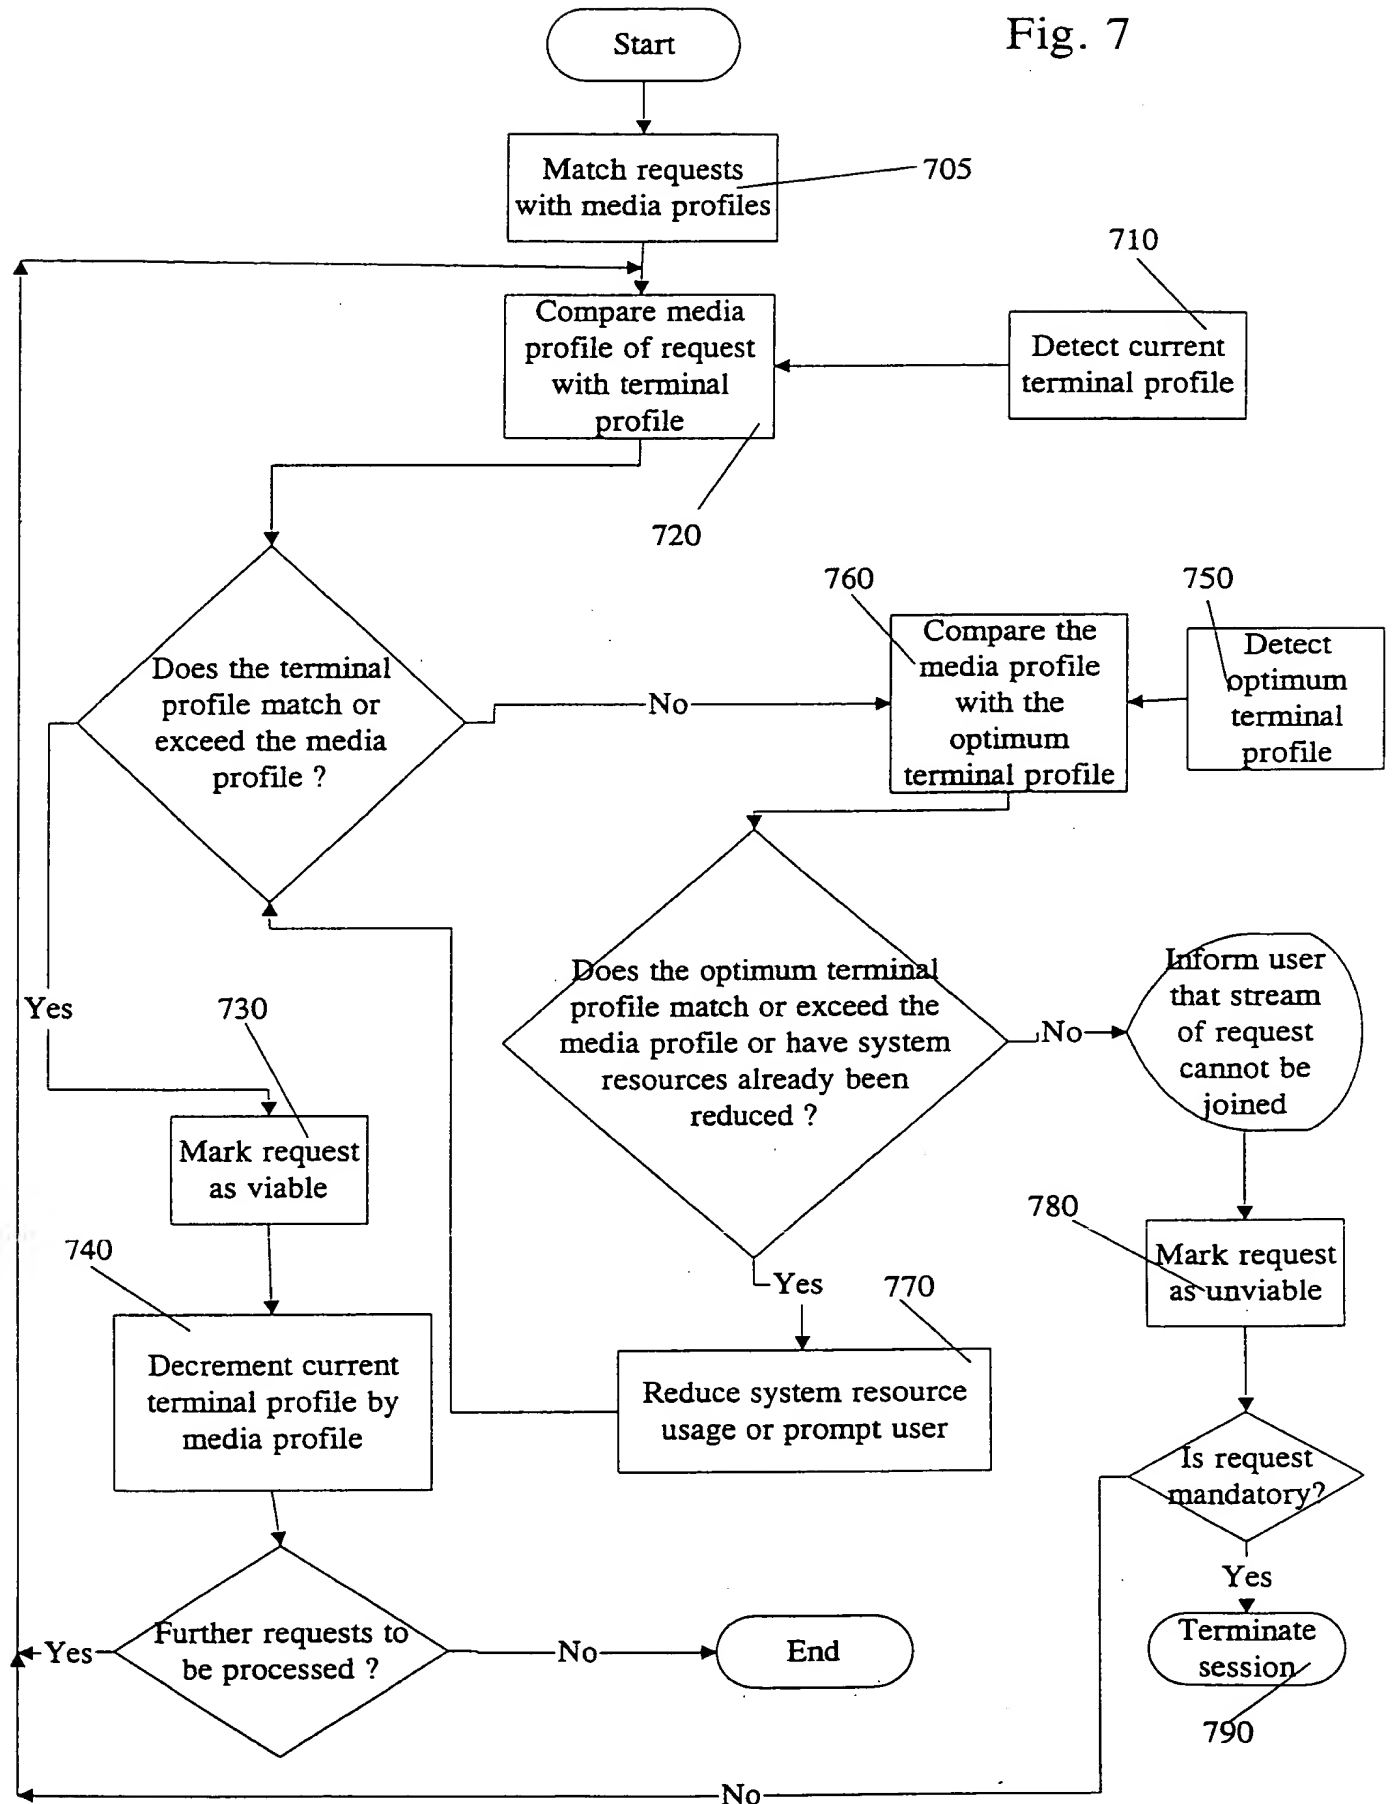 Fig. 7
Start
Match requests
with media profiles
705
710
Compare media
profile of request
with terminal
profile
Detect current
terminal profile
720
760
750
Does the terminal
profile match or
exceed the media
profile ?
No
Compare the
media profile
with the
optimum
terminal profile
Detect
optimum
terminal
profile
Yes
730
Does the optimum terminal
profile match or exceed the
media profile or have system
resources already been
reduced ?
No
Inform user
that stream
of request
cannot be
joined
Mark request
as viable
740
Yes
770
780
Mark request
as unviable
Decrement current
terminal profile by
media profile
Reduce system resource
usage or prompt user
Is request
mandatory?
Yes
Yes
Further requests to
be processed ?
No
End
Terminate
session
790
No